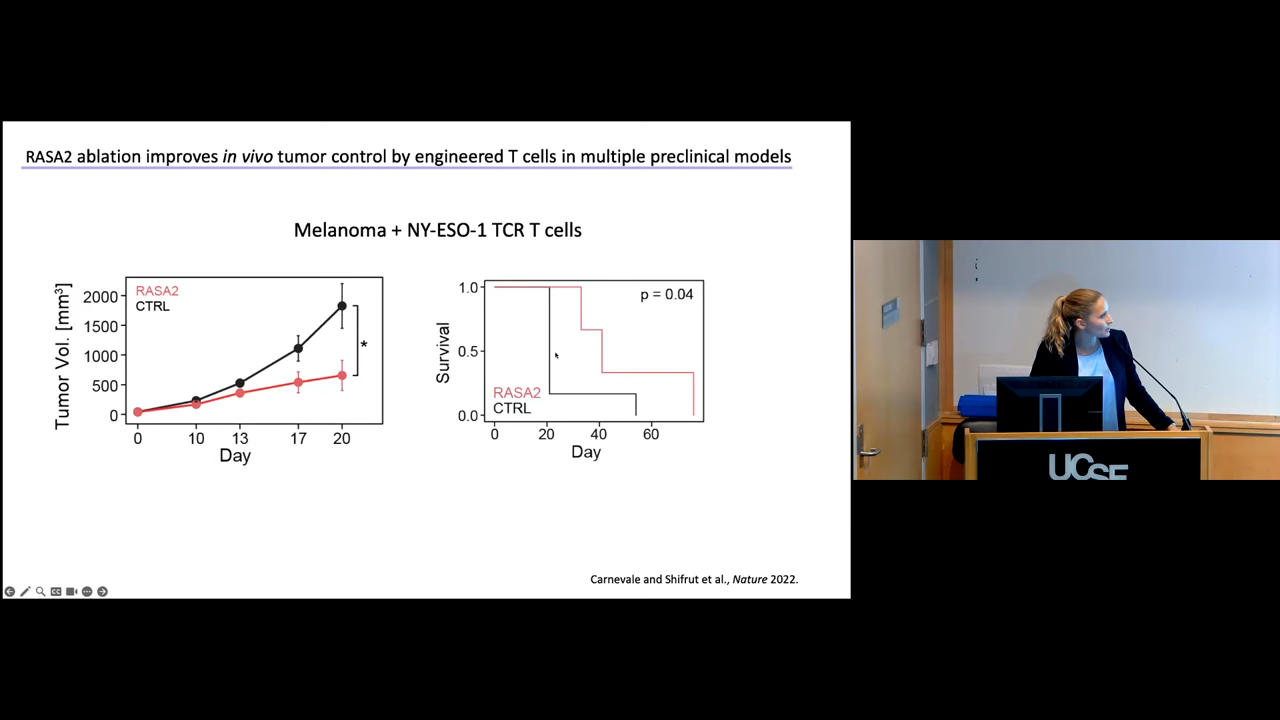 RASA2 ablation improves in vivo tumor control by engineered T cells in multiple preclinical models
Melanoma + NY-ESO-1 TCR T cells
RASA2
CTRL
*
Tumor Vol. [mm³]
2000
1500
1000
500
0
0 10 13 17 20
Day
p = 0.04
Survival
1.0
0.5
0.0
RASA2
CTRL
0 20 40 60
Day
Carnevale and Shifrut et al., Nature 2022.
CC
UCSF